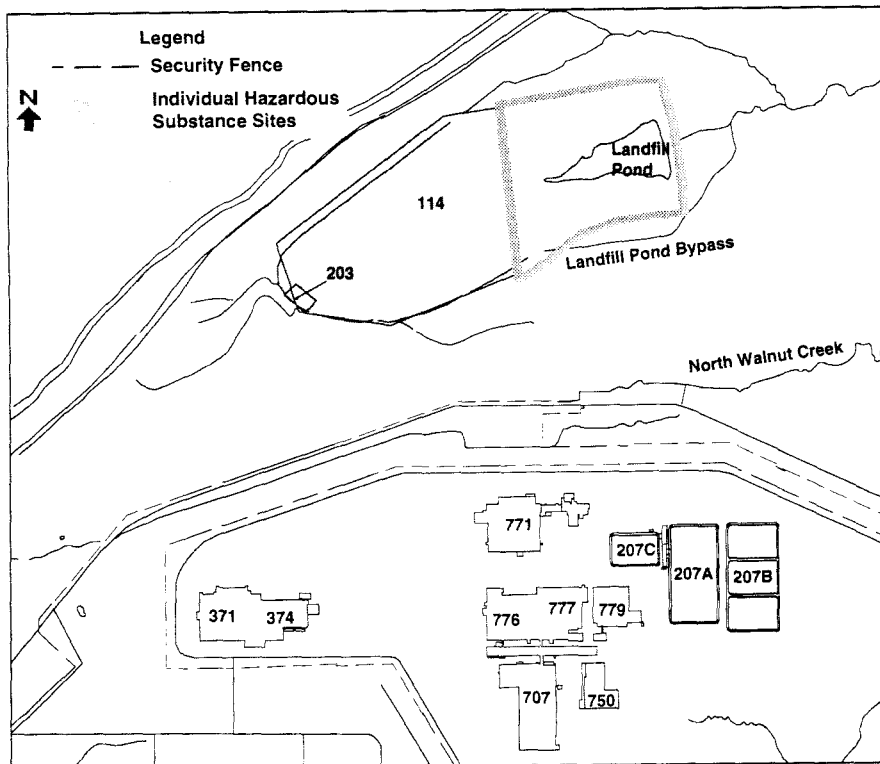 Legend
Security Fence
N
Individual Hazardous
Substance Sites
Landfill
Pond
114
Landfill Pond Bypass
203
North Walnut Creek
771
207C
207A
207B
371
374
776
777
779
707
750